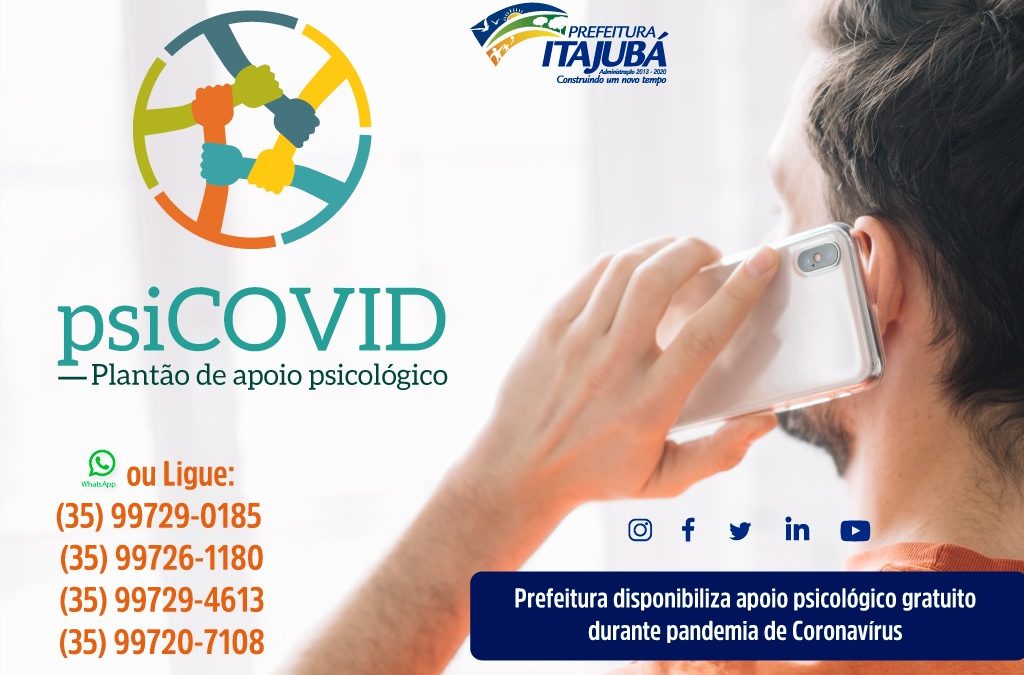 PREFEITURA
ITAJUBÁ
Administração 2013 - 2020
Construindo um novo tempo
psiCOVID
Plantão de apoio psicológico
WhatsApp
ou Ligue:
(35) 99729-0185
(35) 99726-1180
(35) 99729-4613
(35) 99720-7108
Prefeitura disponibiliza apoio psicológico gratuito
durante pandemia de Coronavírus